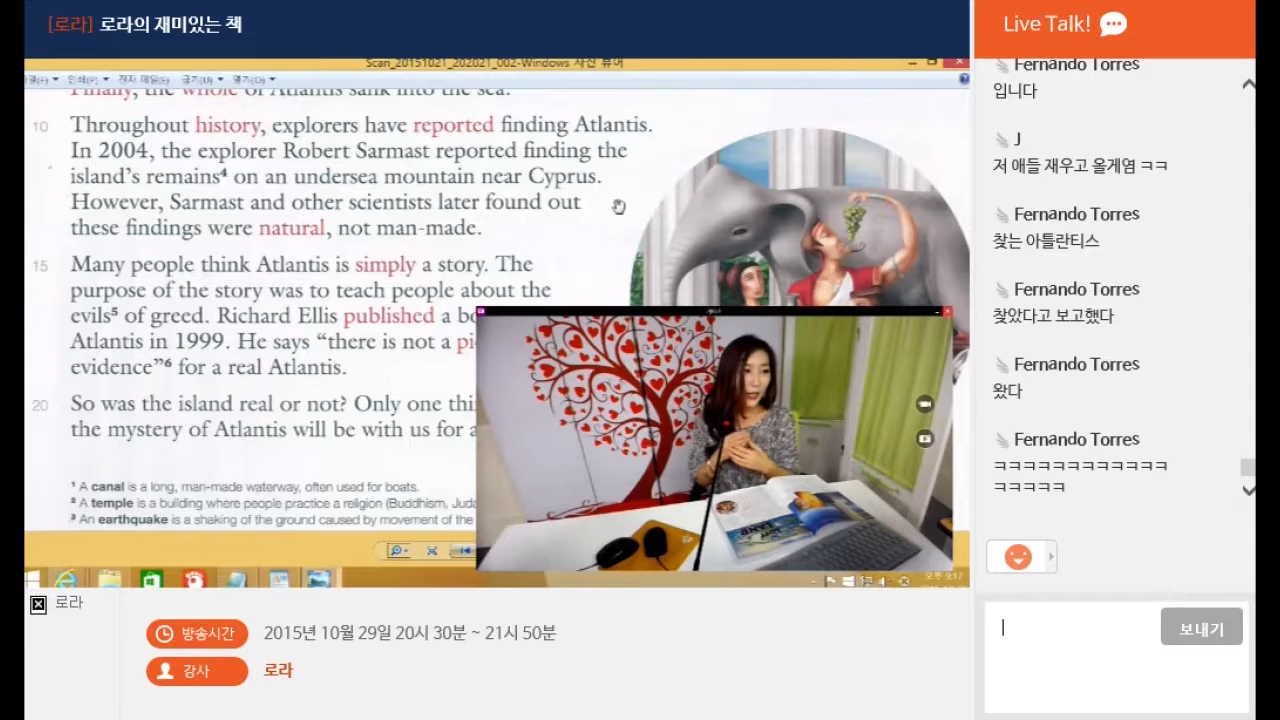 [로라] 로라의 재미있는 책
Scan_20151021_202021_002-Windows 사진 뷰어
인쇄(P) 전자 메일(E) 굽기(U) 열기(O)
Finally, the whole of Atlantis sank into the sea.
10 Throughout history, explorers have reported finding Atlantis.
In 2004, the explorer Robert Sarmast reported finding the
island's remains⁴ on an undersea mountain near Cyprus.
However, Sarmast and other scientists later found out
these findings were natural, not man-made.
15 Many people think Atlantis is simply a story. The
purpose of the story was to teach people about the
evils⁵ of greed. Richard Ellis published a bo
Atlantis in 1999. He says “there is not a pi
evidence”⁶ for a real Atlantis.
20 So was the island real or not? Only one thi
the mystery of Atlantis will be with us for a
¹ A canal is a long, man-made waterway, often used for boats.
² A temple is a building where people practice a religion (Buddhism, Juda
³ An earthquake is a shaking of the ground caused by movement of the
로라
방송시간 2015년 10월 29일 20시 30분 ~ 21시 50분
강사 로라
Live Talk!
Fernando Torres
입니다
J
저 애들 재우고 올게염 ㅋㅋ
Fernando Torres
찾는 아틀란티스
Fernando Torres
찾았다고 보고했다
Fernando Torres
왔다
Fernando Torres
ㅋㅋㅋㅋㅋㅋㅋㅋㅋㅋㅋㅋ
ㅋㅋㅋㅋㅋ
보내기